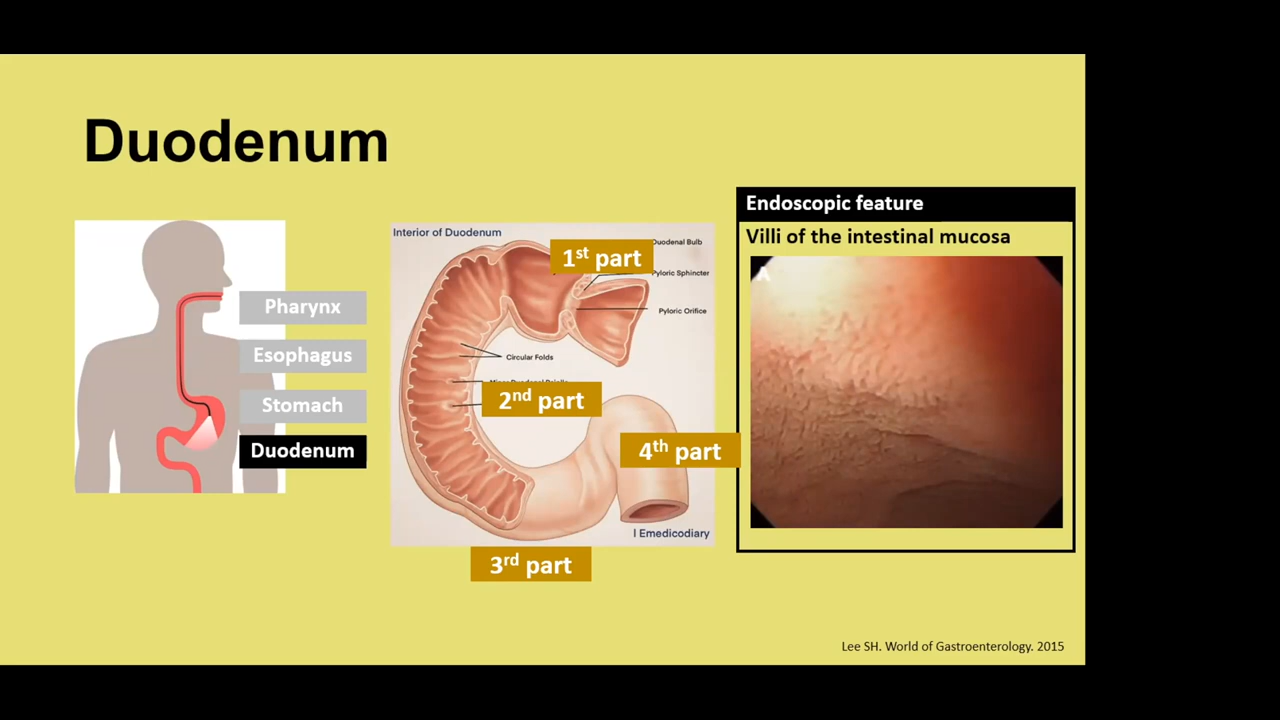 Duodenum
Pharynx
Esophagus
Stomach
Duodenum
Interior of Duodenum
1st part
Duodenal Bulb
Pyloric Sphincter
Pyloric Orifice
Circular Folds
2nd part
4th part
I Emedicodiary
3rd part
Endoscopic feature
Villi of the intestinal mucosa
A
Lee SH. World of Gastroenterology. 2015